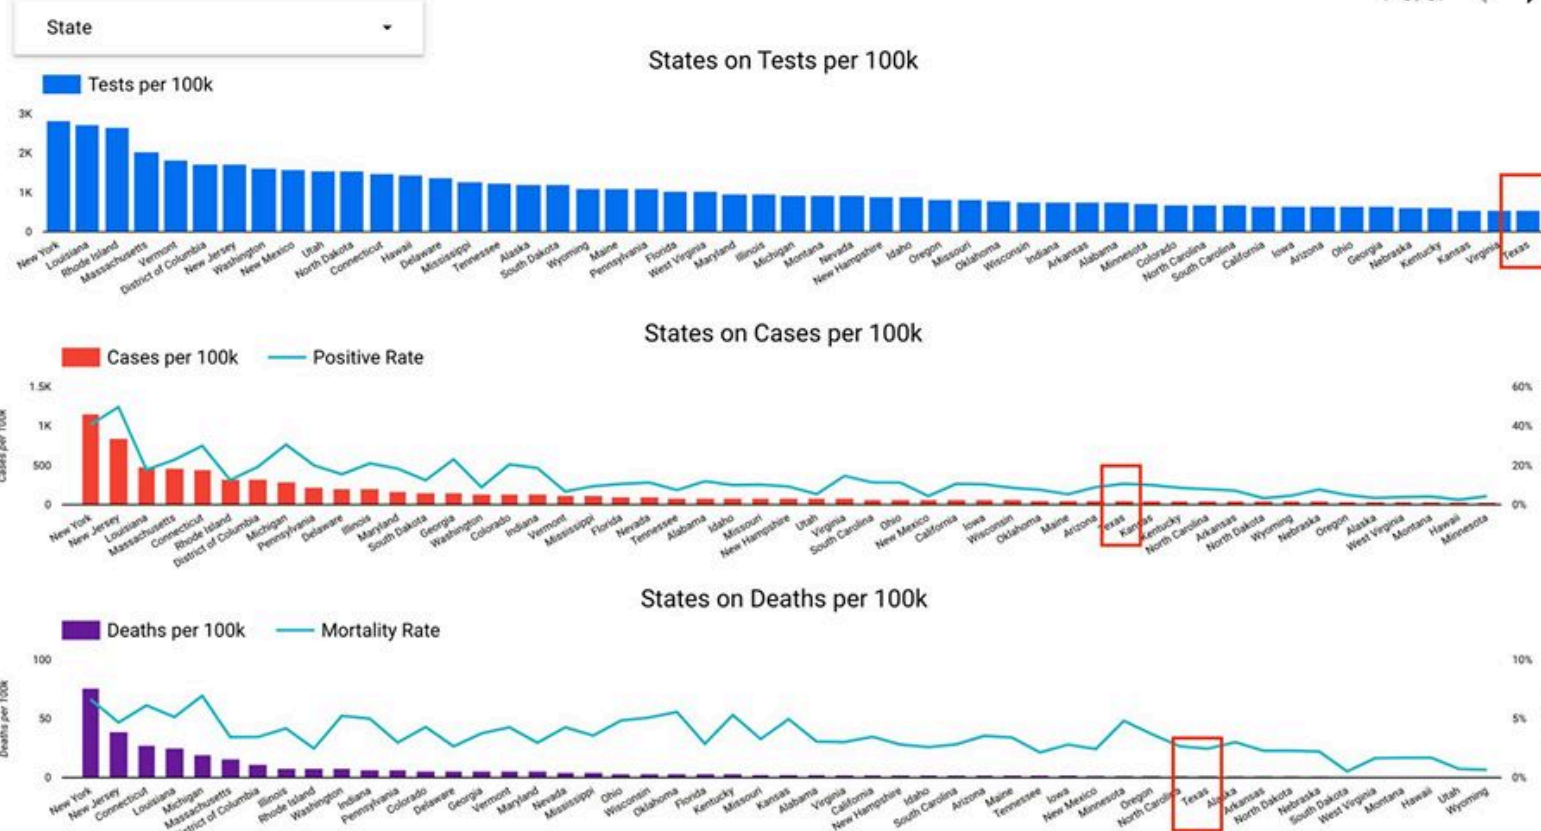 State
States on Tests per 100k
Tests per 100k
3K
2K
1K
0
New York
Louisiana
Rhode Island
Massachusetts
Vermont
District of Columbia
New Jersey
Washington
New Mexico
Utah
North Dakota
Connecticut
Hawaii
Delaware
Mississippi
Tennessee
Alaska
South Dakota
Wyoming
Maine
Pennsylvania
Florida
West Virginia
Maryland
Illinois
Michigan
Montana
Nevada
New Hampshire
Idaho
Oregon
Missouri
Oklahoma
Wisconsin
Indiana
Arkansas
Alabama
Minnesota
Colorado
North Carolina
South Carolina
California
Iowa
Arizona
Ohio
Georgia
Nebraska
Kentucky
Kansas
Virginia
Texas
States on Cases per 100k
Cases per 100k Positive Rate
Cases per 100k
1.5K
1K
500
0
60%
40%
20%
0%
New York
New Jersey
Louisiana
Massachusetts
Connecticut
Rhode Island
District of Columbia
Michigan
Pennsylvania
Delaware
Illinois
Maryland
South Dakota
Georgia
Washington
Colorado
Indiana
Vermont
Mississippi
Florida
Nevada
Tennessee
Alabama
Idaho
Missouri
New Hampshire
Utah
Virginia
South Carolina
Ohio
New Mexico
California
Iowa
Wisconsin
Oklahoma
Maine
Arizona
Texas
Kansas
Kentucky
North Carolina
Arkansas
North Dakota
Wyoming
Nebraska
Oregon
Alaska
West Virginia
Montana
Hawaii
Minnesota
States on Deaths per 100k
Deaths per 100k Mortality Rate
Deaths per 100k
100
50
0
10%
5%
0%
New York
New Jersey
Connecticut
Louisiana
Michigan
Massachusetts
District of Columbia
Illinois
Rhode Island
Washington
Indiana
Pennsylvania
Colorado
Delaware
Georgia
Vermont
Maryland
Nevada
Mississippi
Ohio
Wisconsin
Oklahoma
Florida
Kentucky
Missouri
Kansas
Alabama
Virginia
California
New Hampshire
Idaho
South Carolina
Arizona
Maine
Tennessee
Iowa
New Mexico
Minnesota
Oregon
North Carolina
Texas
Alaska
Arkansas
North Dakota
Nebraska
South Dakota
West Virginia
Montana
Hawaii
Utah
Wyoming